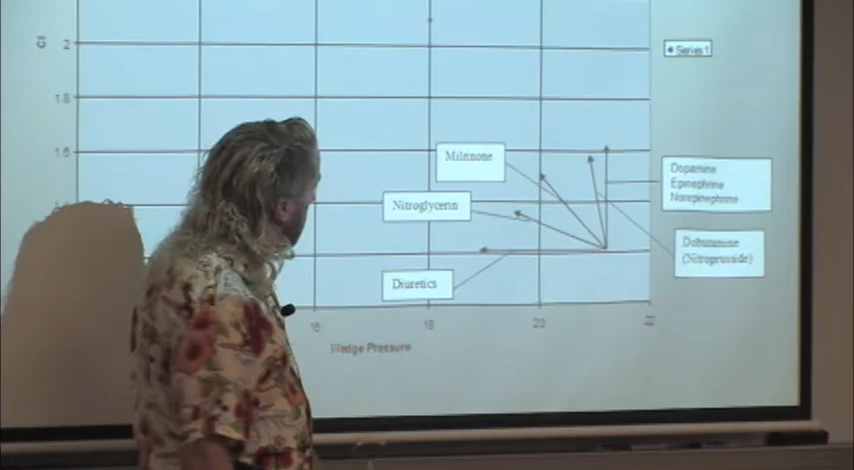 CI
2
Series1
1.8
1.6
Milrinone
Dopamine
Epinephrine
Norepinephrine
Nitroglycerin
Dobutamine
(Nitroprusside)
Diuretics
16
18
20
22
Wedge Pressure